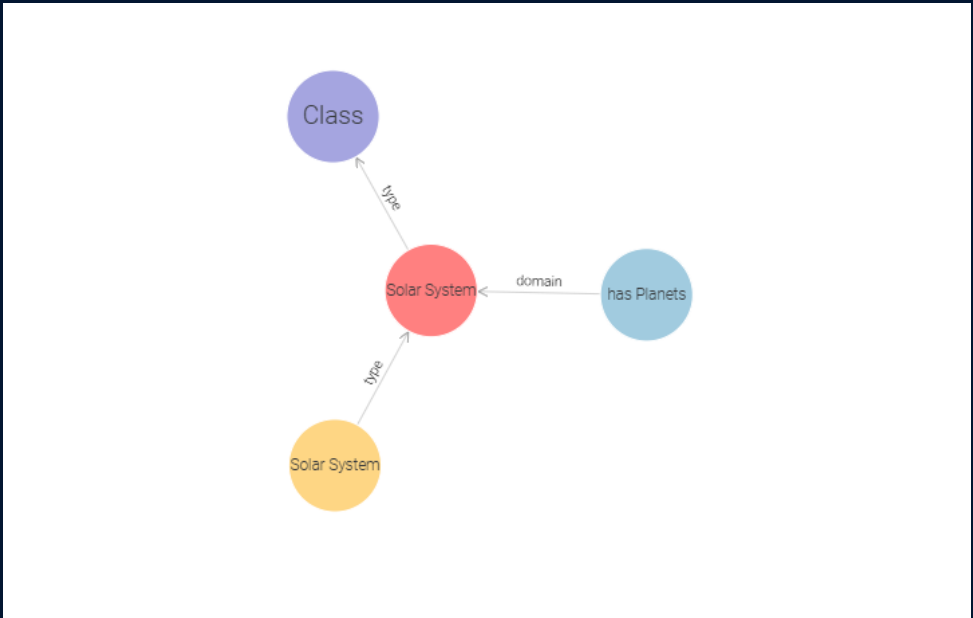 Class
type
Solar System
domain
has Planets
type
Solar System